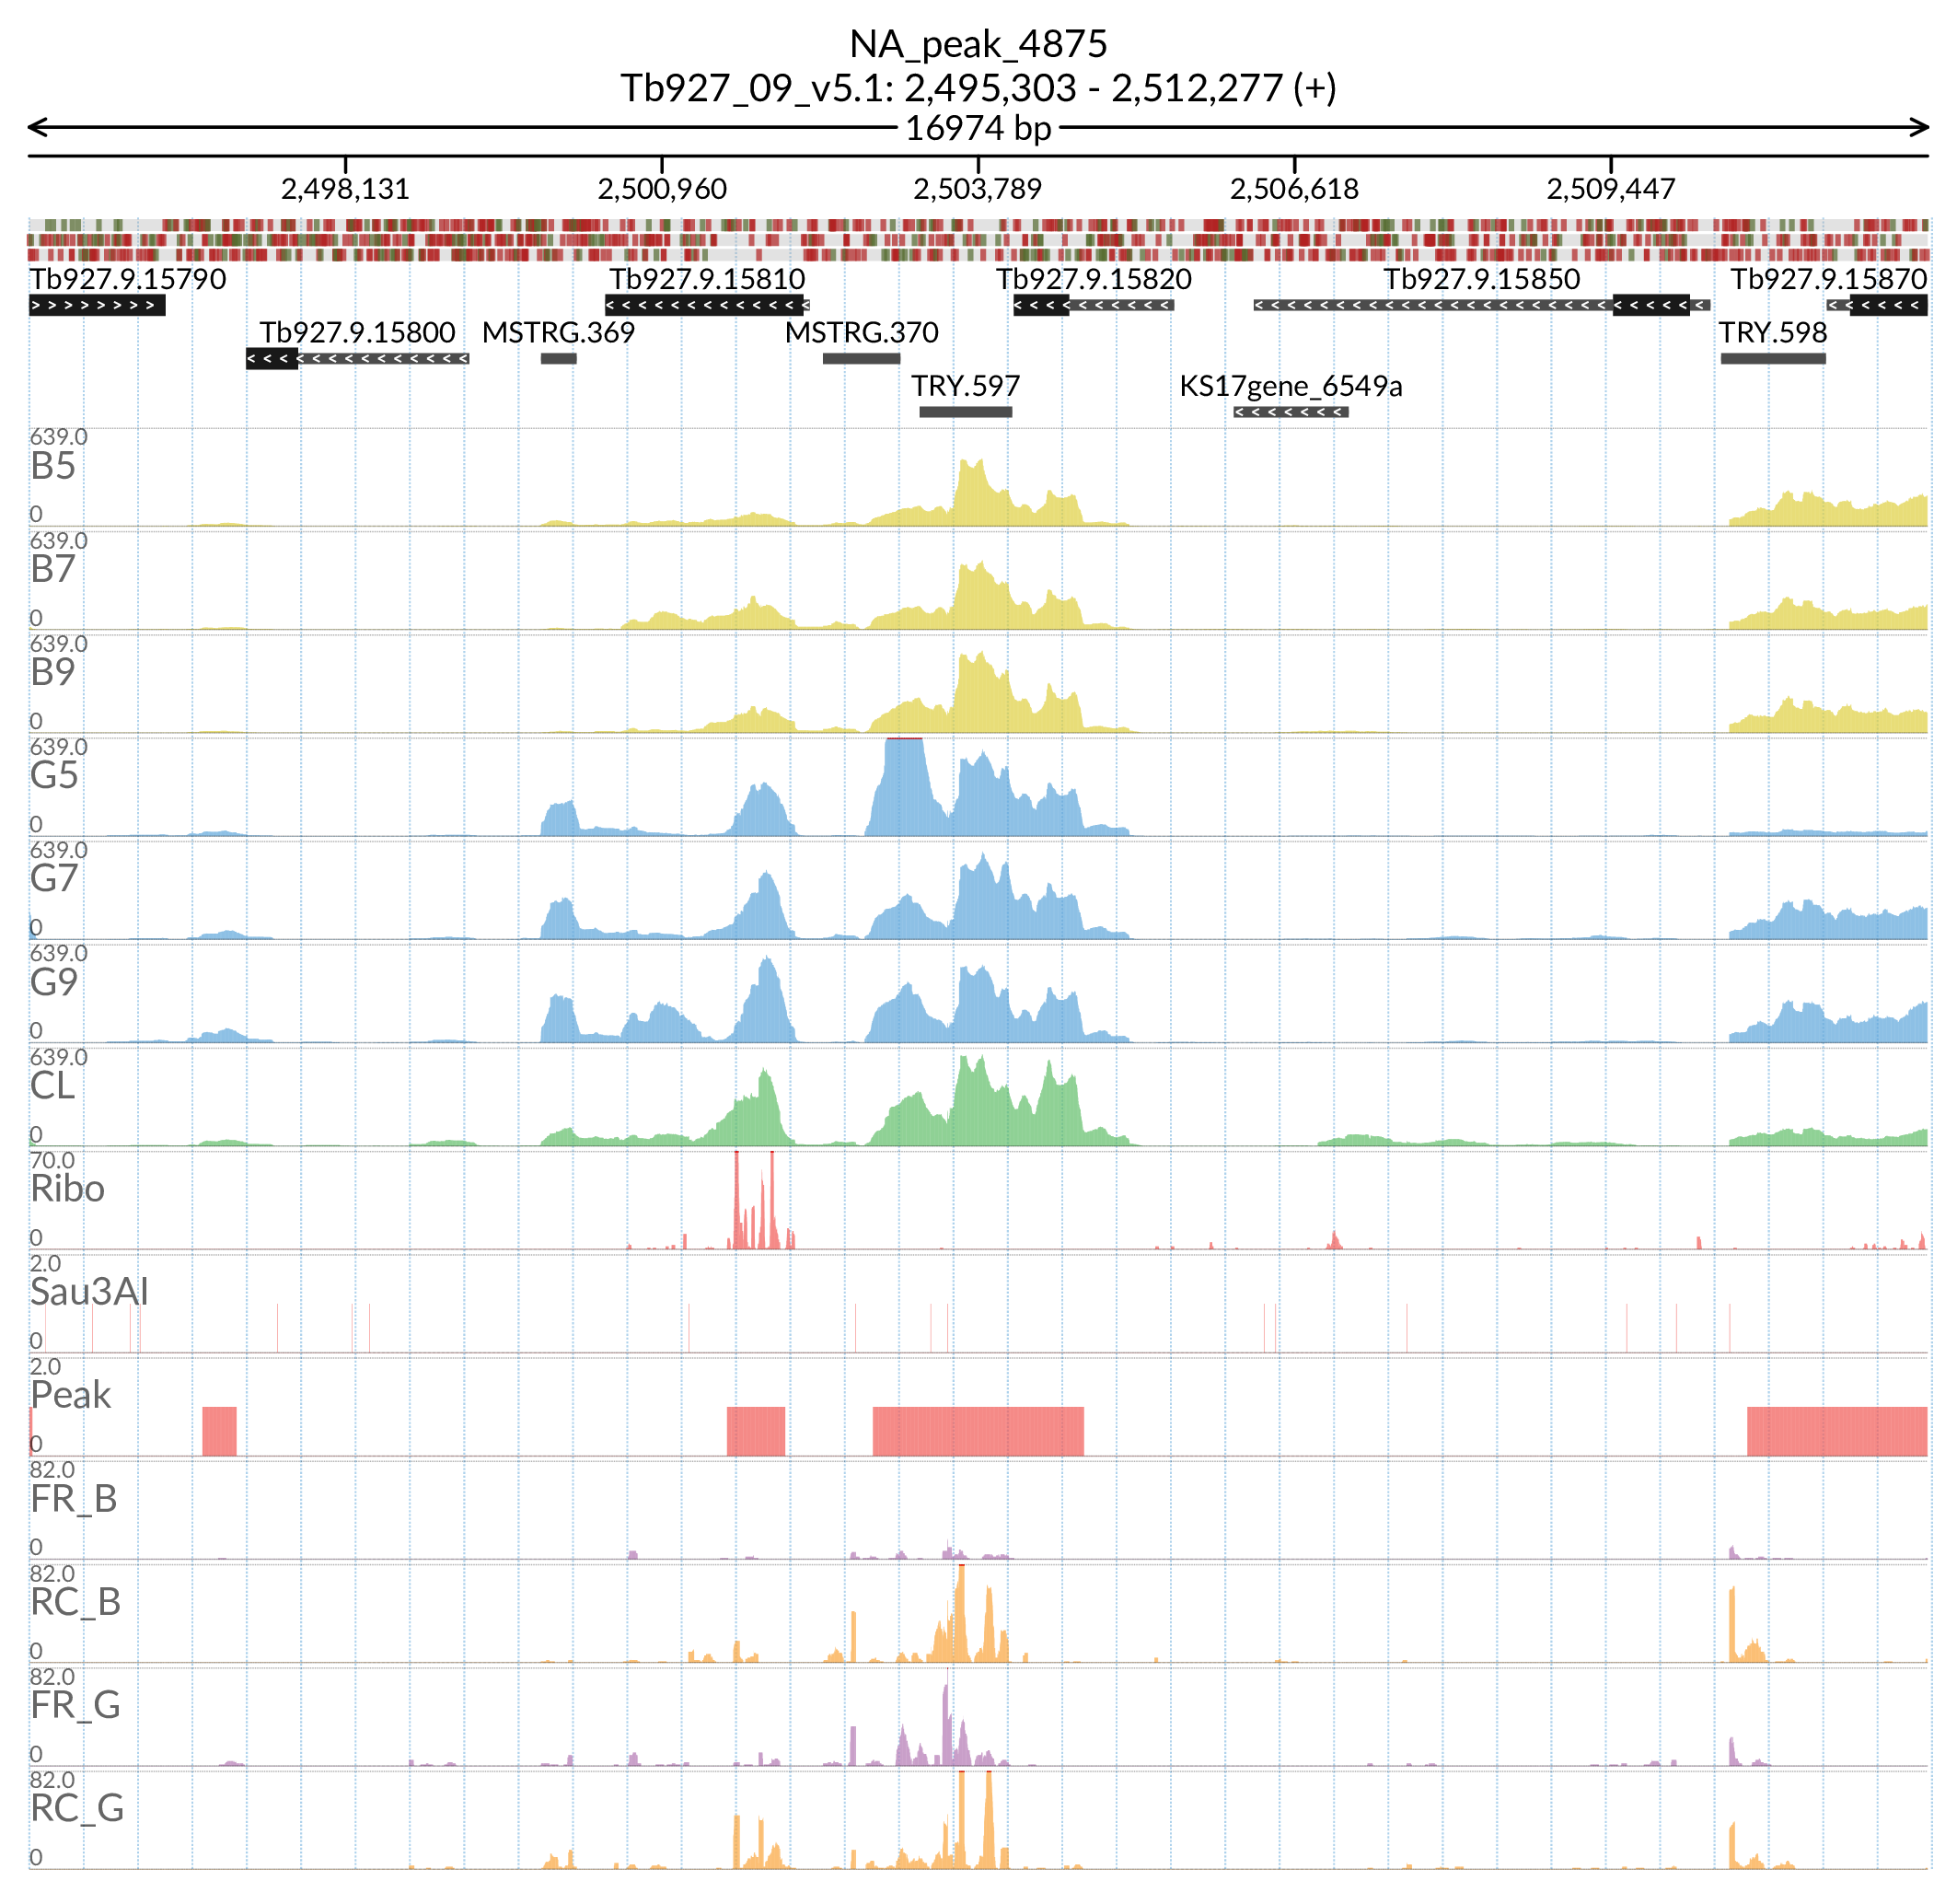 NA_peak_4875
Tb927_09_v5.1: 2,495,303 - 2,512,277 (+)
16974 bp
2,498,131 2,500,960 2,503,789 2,506,618 2,509,447
Tb927.9.15790 Tb927.9.15810 Tb927.9.15820 Tb927.9.15850 Tb927.9.15870
Tb927.9.15800 MSTRG.369 MSTRG.370 TRY.598
TRY.597 KS17gene_6549a
639.0
B5
0
639.0
B7
0
639.0
B9
0
639.0
G5
0
639.0
G7
0
639.0
G9
0
639.0
CL
0
70.0
Ribo
0
2.0
Sau3AI
0
2.0
Peak
0
82.0
FR_B
0
82.0
RC_B
0
82.0
FR_G
0
82.0
RC_G
0